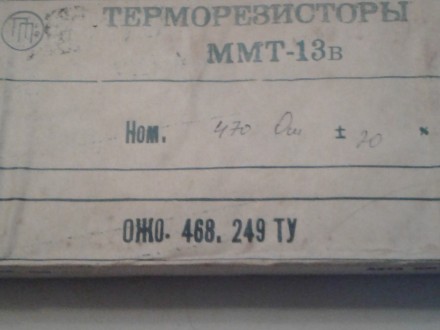 ТЕРМОРЕЗИСТОРЫ
ММТ-13в
Ном. 470 Ом ± 20 %
ОЖО. 468. 249 ТУ